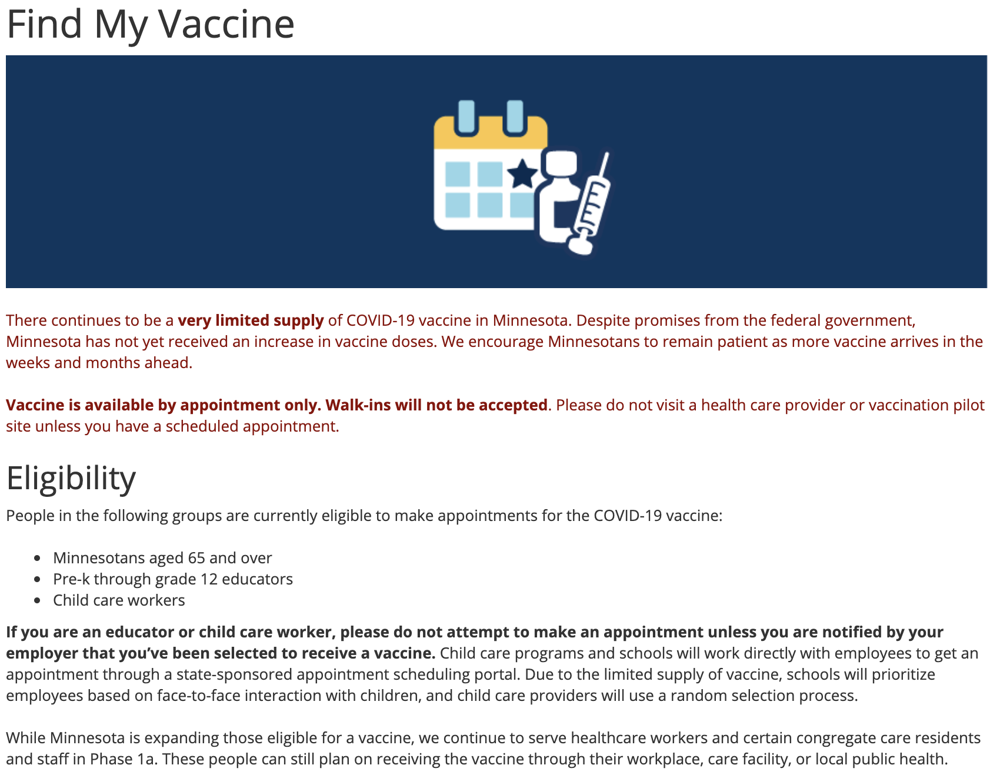 Find My Vaccine
There continues to be a very limited supply of COVID-19 vaccine in Minnesota. Despite promises from the federal government,
Minnesota has not yet received an increase in vaccine doses. We encourage Minnesotans to remain patient as more vaccine arrives in the
weeks and months ahead.
Vaccine is available by appointment only. Walk-ins will not be accepted. Please do not visit a health care provider or vaccination pilot
site unless you have a scheduled appointment.
Eligibility
People in the following groups are currently eligible to make appointments for the COVID-19 vaccine:
• Minnesotans aged 65 and over
• Pre-k through grade 12 educators
• Child care workers
If you are an educator or child care worker, please do not attempt to make an appointment unless you are notified by your
employer that you’ve been selected to receive a vaccine. Child care programs and schools will work directly with employees to get an
appointment through a state-sponsored appointment scheduling portal. Due to the limited supply of vaccine, schools will prioritize
employees based on face-to-face interaction with children, and child care providers will use a random selection process.
While Minnesota is expanding those eligible for a vaccine, we continue to serve healthcare workers and certain congregate care residents
and staff in Phase 1a. These people can still plan on receiving the vaccine through their workplace, care facility, or local public health.